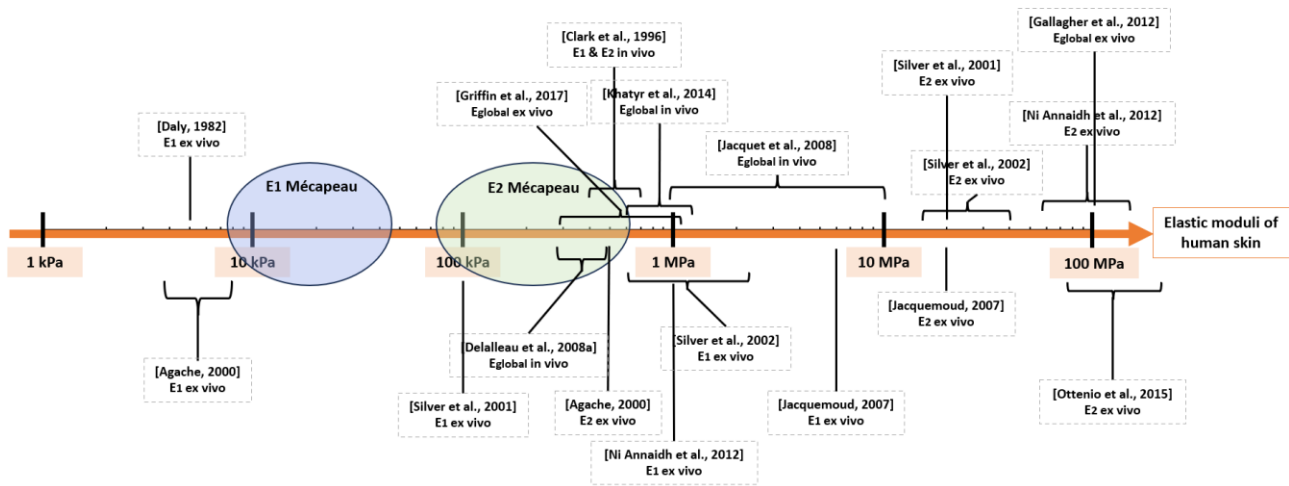 [Clark et al., 1996]
E1 & E2 in vivo
[Gallagher et al., 2012]
Eglobal ex vivo
[Silver et al., 2001]
E2 ex vivo
[Griffin et al., 2017]
Eglobal ex vivo
[Khatyr et al., 2014]
Eglobal in vivo
[Ni Annaidh et al., 2012]
E2 ex vivo
[Daly, 1982]
E1 ex vivo
[Jacquet et al., 2008]
Eglobal in vivo
[Silver et al., 2002]
E2 ex vivo
E1 Mécapeau
E2 Mécapeau
Elastic moduli of
human skin
1 kPa
10 kPa
100 kPa
1 MPa
10 MPa
100 MPa
[Jacquemoud, 2007]
E2 ex vivo
[Delalleau et al., 2008a]
Eglobal in vivo
[Silver et al., 2002]
E1 ex vivo
[Agache, 2000]
E1 ex vivo
[Silver et al., 2001]
E1 ex vivo
[Agache, 2000]
E2 ex vivo
[Jacquemoud, 2007]
E1 ex vivo
[Ottenio et al., 2015]
E2 ex vivo
[Ni Annaidh et al., 2012]
E1 ex vivo